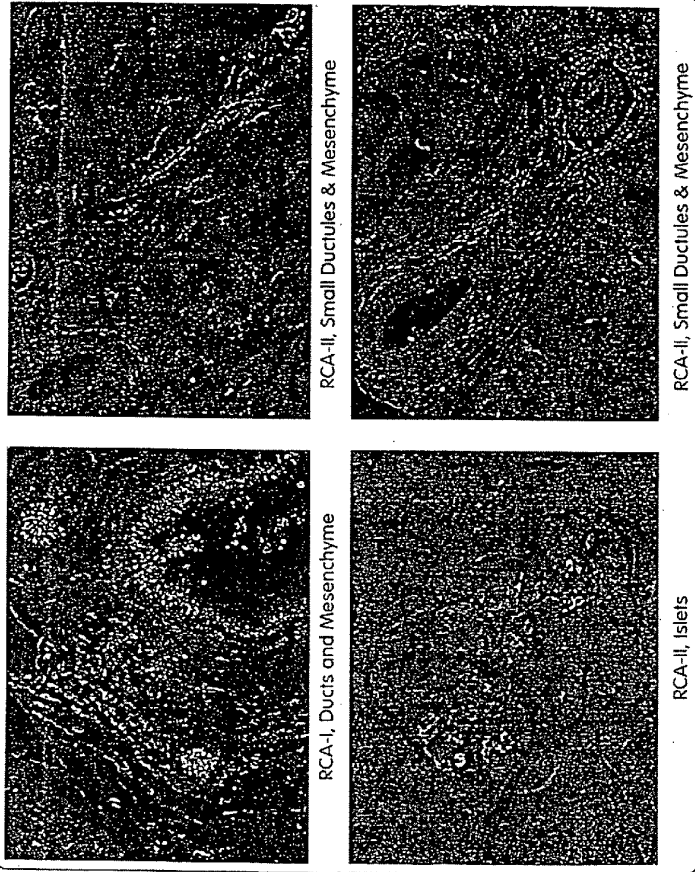 RCA-I, Ducts and Mesenchyme
RCA-II, Small Ductules & Mesenchyme
RCA-II, Islets
RCA-II, Small Ductules & Mesenchyme